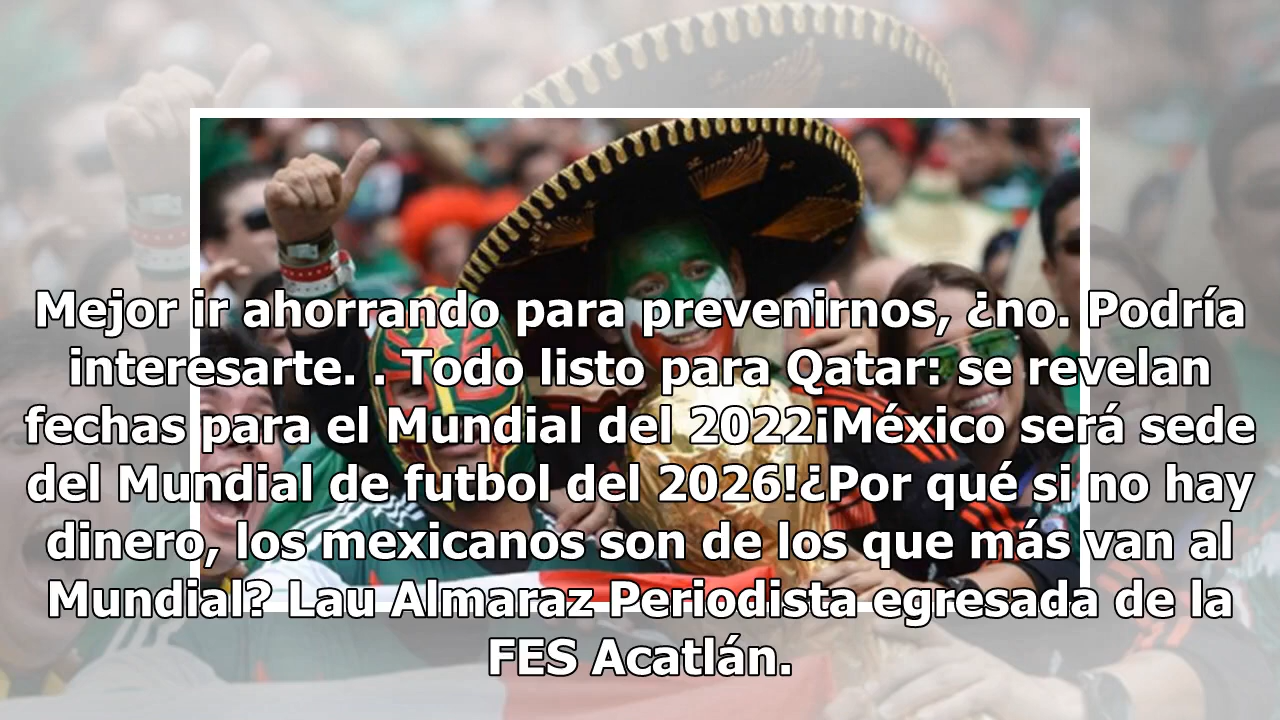 Mejor ir ahorrando para prevenirnos, ¿no. Podría
interesarte. . Todo listo para Qatar: se revelan
fechas para el Mundial del 2022¡México será sede
del Mundial de futbol del 2026!¿Por qué si no hay
dinero, los mexicanos son de los que más van al
Mundial? Lau Almaraz Periodista egresada de la
FES Acatlán.